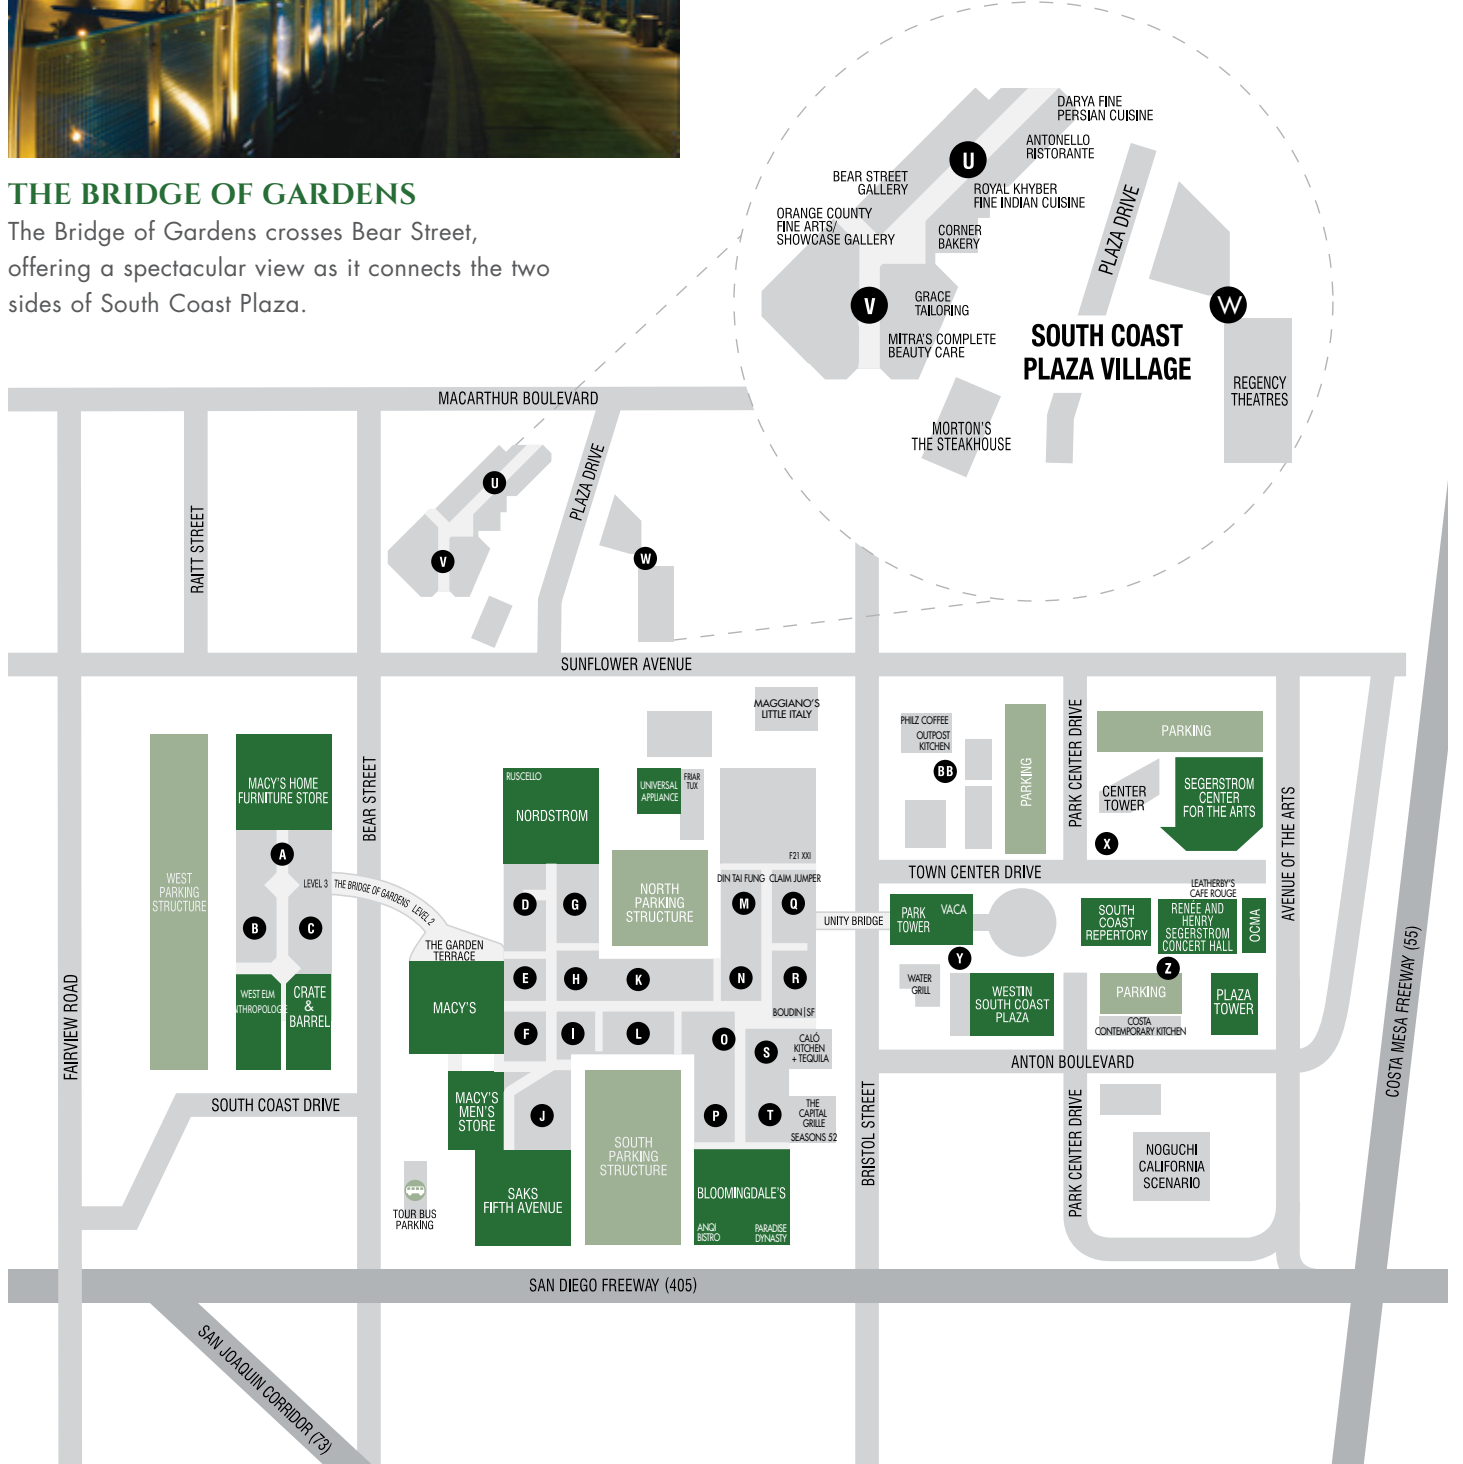 THE BRIDGE OF GARDENS
The Bridge of Gardens crosses Bear Street,
offering a spectacular view as it connects the two
sides of South Coast Plaza.
DARYA FINE
PERSIAN CUISINE
ANTONELLO
RISTORANTE
U
BEAR STREET
GALLERY
ROYAL KHYBER
FINE INDIAN CUISINE
ORANGE COUNTY
FINE ARTS/
SHOWCASE GALLERY
CORNER
BAKERY
PLAZA DRIVE
V
GRACE
TAILORING
W
MITRA'S COMPLETE
BEAUTY CARE
SOUTH COAST
PLAZA VILLAGE
REGENCY
THEATRES
MORTON'S
THE STEAKHOUSE
MACARTHUR BOULEVARD
U
PLAZA DRIVE
RAITT STREET
V
W
SUNFLOWER AVENUE
MAGGIANO'S
LITTLE ITALY
PHILZ COFFEE
OUTPOST
KITCHEN
BB
PARKING
PARK CENTER DRIVE
PARKING
CENTER
TOWER
SEGERSTROM
CENTER
FOR THE ARTS
X
AVENUE OF THE ARTS
MACY'S HOME
FURNITURE STORE
BEAR STREET
RUSCELLO
NORDSTROM
UNIVERSAL
APPLIANCE
FRIAR
TUX
F21 XXI
A
WEST
PARKING
STRUCTURE
LEVEL 3
THE BRIDGE OF GARDENS
LEVEL 2
B
C
THE GARDEN
TERRACE
D
G
NORTH
PARKING
STRUCTURE
DIN TAI FUNG
CLAIM JUMPER
M
Q
UNITY BRIDGE
TOWN CENTER DRIVE
PARK
TOWER
VACA
LEATHERBY'S
CAFE ROUGE
SOUTH
COAST
REPERTORY
RENÉE AND
HENRY
SEGERSTROM
CONCERT HALL
OCMA
Y
Z
WATER
GRILL
WESTIN
SOUTH COAST
PLAZA
PARKING
COSTA
CONTEMPORARY KITCHEN
PLAZA
TOWER
WEST ELM
NTHROPOLOGIE
CRATE
&
BARREL
MACY'S
E
H
K
N
R
BOUDIN|SF
F
I
L
O
S
CALÓ
KITCHEN
+ TEQUILA
ANTON BOULEVARD
FAIRVIEW ROAD
COSTA MESA FREEWAY (55)
SOUTH COAST DRIVE
MACY'S
MEN'S
STORE
J
P
T
THE
CAPITAL
GRILLE
SEASONS 52
SOUTH
PARKING
STRUCTURE
BRISTOL STREET
PARK CENTER DRIVE
NOGUCHI
CALIFORNIA
SCENARIO
TOUR BUS
PARKING
SAKS
FIFTH AVENUE
BLOOMINGDALE'S
ANQI
BISTRO
PARADISE
DYNASTY
SAN DIEGO FREEWAY (405)
SAN JOAQUIN CORRIDOR (73)